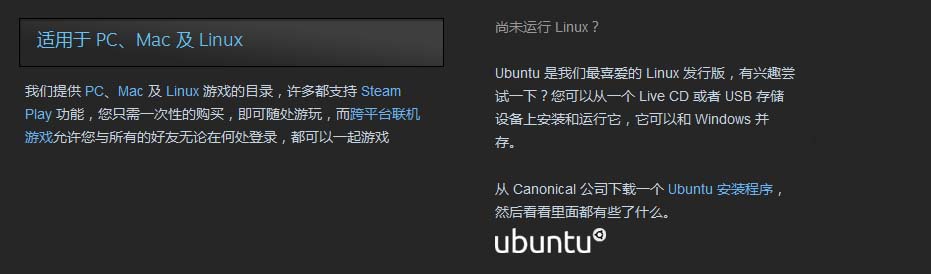 适用于 PC、Mac 及 Linux
我们提供 PC、Mac 及 Linux 游戏的目录，许多都支持 Steam
Play 功能，您只需一次性的购买，即可随处游玩，而跨平台联机
游戏允许您与所有的好友无论在何处登录，都可以一起游戏
尚未运行 Linux？
Ubuntu 是我们最喜爱的 Linux 发行版，有兴趣尝
试一下？您可以从一个 Live CD 或者 USB 存储
设备上安装和运行它，它可以和 Windows 并
存。
从 Canonical 公司下载一个 Ubuntu 安装程序，
然后看看里面都有些了什么。
ubuntu